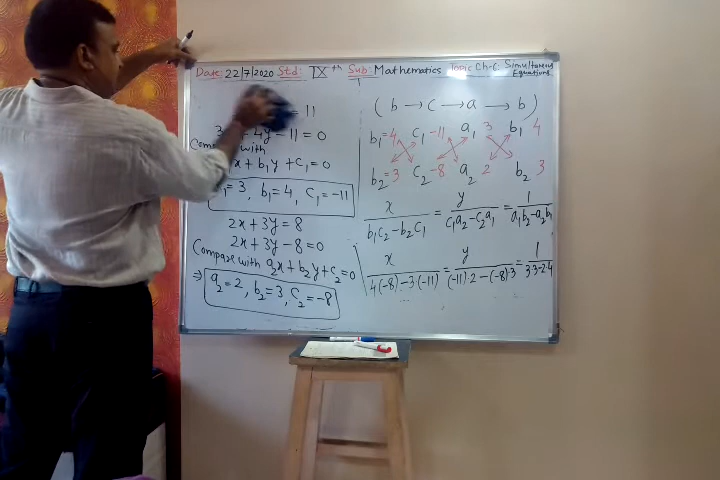 Date: 22/7/2020 Std: IXth Sub: Mathematics Topic Ch-6: Simultaneous Equations
11
4y - 11 = 0
Compare with
x + b₁y + c₁ = 0
= 3, b₁ = 4, c₁ = -11
2x + 3y = 8
2x + 3y - 8 = 0
Compare with a₂x + b₂y + c₂ = 0
⇒ a₂ = 2, b₂ = 3, c₂ = -8
( b → c → a → b )
b₁ = 4 c₁ -11 a₁ 3 b₁ 4
b₂ = 3 c₂ -8 a₂ 2 b₂ 3
x/(b₁c₂ - b₂c₁) = y/(c₁a₂ - c₂a₁) = 1/(a₁b₂ - a₂b₁)
x/(4(-8) - 3(-11)) = y/((-11)·2 - (-8)·3) = 1/(3·3 - 2·4)